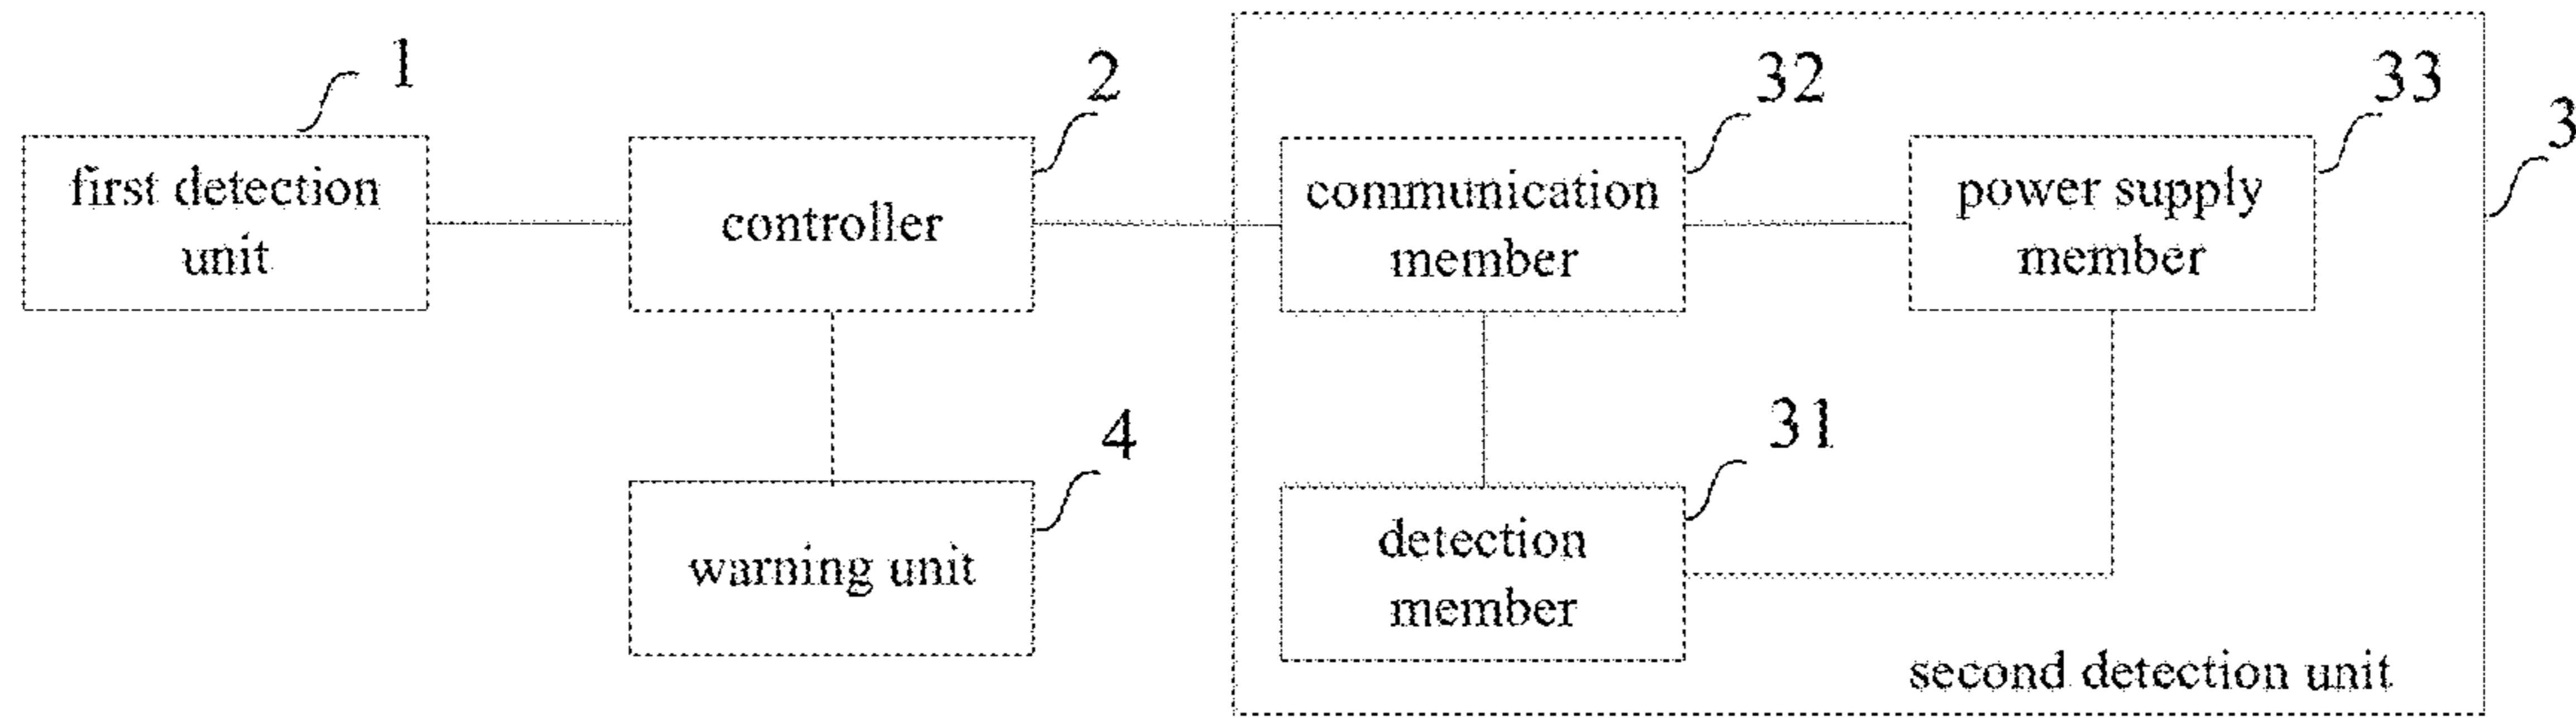 1
2
32
33
3
first detection
unit
controller
communication
member
power supply
member
4
31
warning unit
detection
member
second detection unit